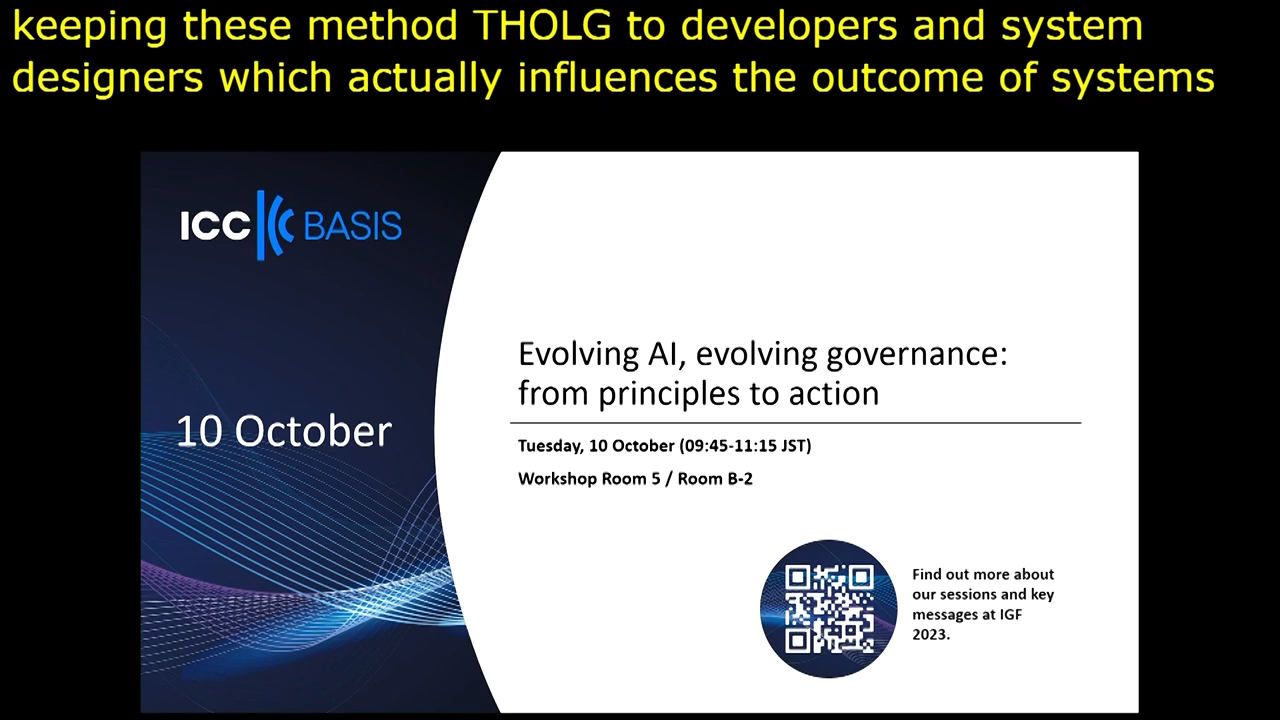 keeping these method THOLG to developers and system
designers which actually influences the outcome of systems
ICC BASIS
10 October
Evolving AI, evolving governance:
from principles to action
Tuesday, 10 October (09:45-11:15 JST)
Workshop Room 5 / Room B-2
Find out more about
our sessions and key
messages at IGF
2023.